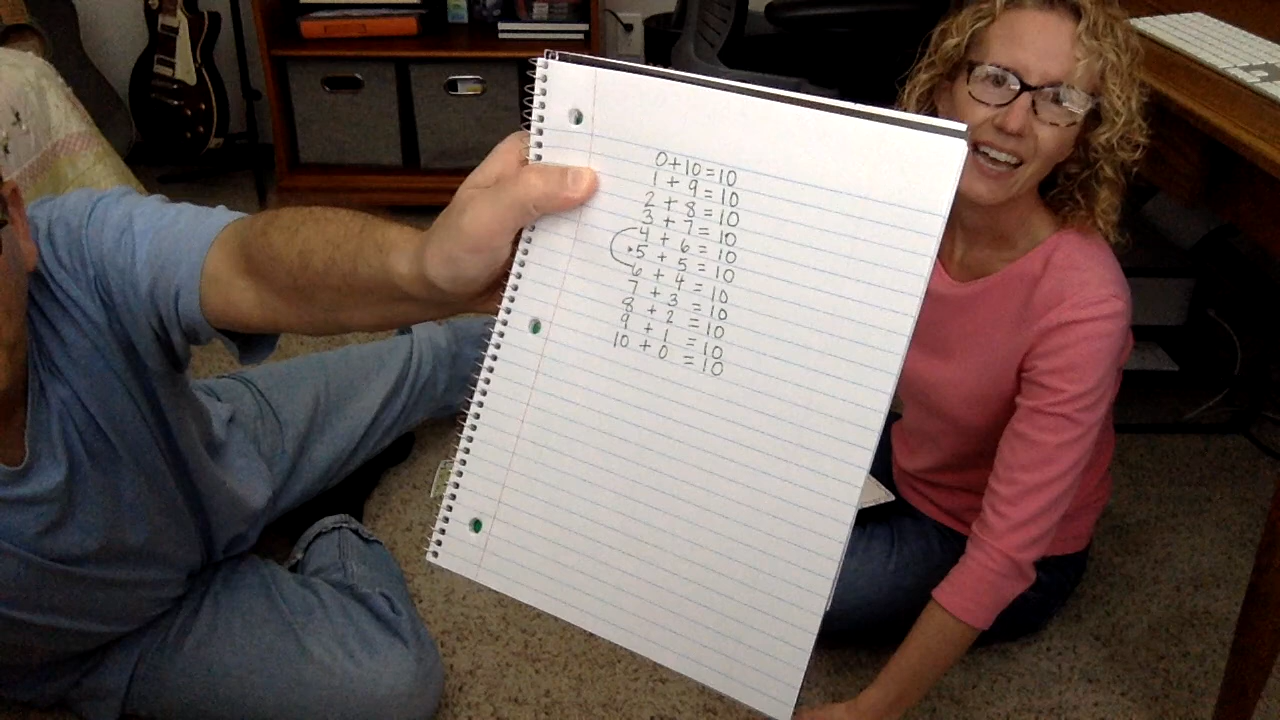 0+10=10
1 + 9 = 10
2 + 8 = 10
3 + 7 = 10
4 + 6 = 10
5 + 5 = 10
6 + 4 = 10
7 + 3 = 10
8 + 2 = 10
9 + 1 = 10
10 + 0 = 10